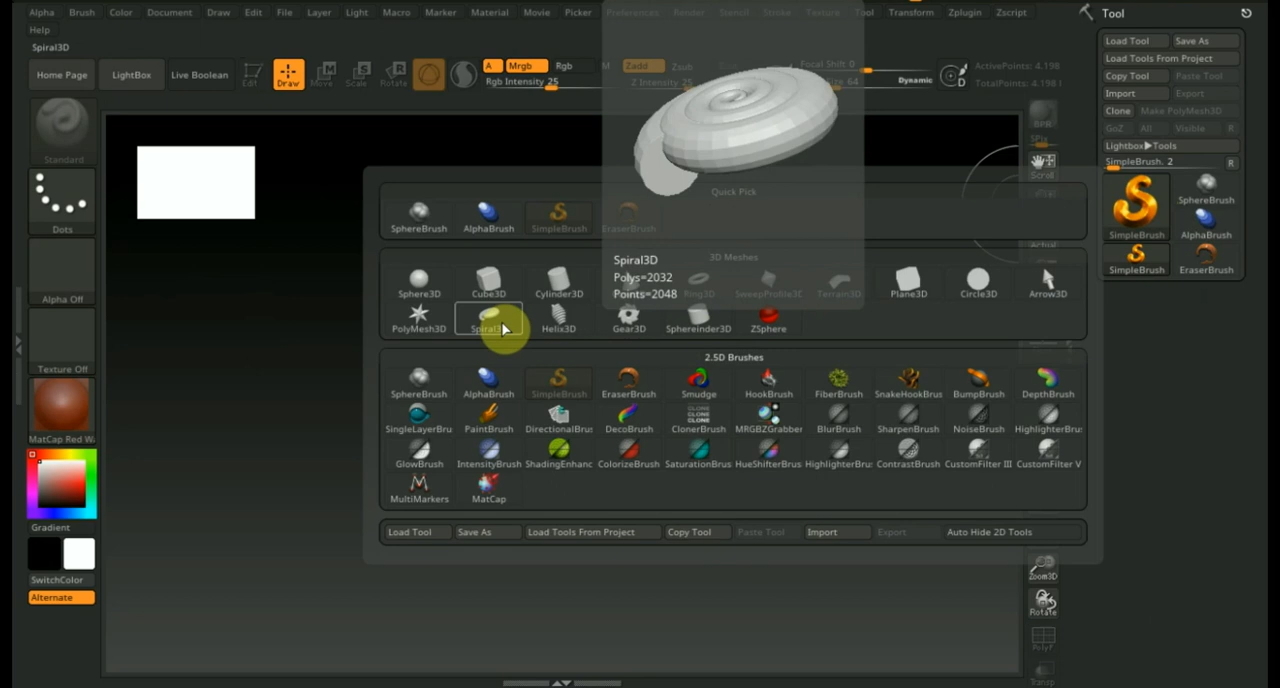 Alpha Brush Color Document Draw Edit File Layer Light Macro Marker Material Movie Picker Preferences Render Stencil Stroke Texture Tool Transform Zplugin Zscript
Help
Spiral3D
Home Page LightBox Live Boolean Edit Draw Move Scale Rotate A Mrgb Rgb M Zadd Zsub Focal Shift 0
Rgb Intensity 25 Z Intensity 25 Size 64 Dynamic D ActivePoints: 4.198
TotalPoints: 4.198
Standard
Dots
Alpha Off
Texture Off
MatCap Red W
Gradient
SwitchColor
Alternate
Quick Pick
SphereBrush AlphaBrush SimpleBrush EraserBrush
Spiral3D
Polys=2032
Points=2048
3D Meshes
Sphere3D Cube3D Cylinder3D Ring3D SweepProfile3D Terrain3D Plane3D Circle3D Arrow3D
PolyMesh3D Spiral3D Helix3D Gear3D Sphereinder3D ZSphere
2.5D Brushes
SphereBrush AlphaBrush SimpleBrush EraserBrush Smudge HookBrush FiberBrush SnakeHookBrus BumpBrush DepthBrush
CLONE
CLONE
CLONE
SingleLayerBru PaintBrush DirectionalBrus DecoBrush ClonerBrush MRGBZGrabber BlurBrush SharpenBrush NoiseBrush HighlighterBrus
GlowBrush IntensityBrush ShadingEnhanc ColorizeBrush SaturationBrus HueShifterBrus HighlighterBru ContrastBrush CustomFilter III CustomFilter V
MultiMarkers MatCap
Load Tool Save As Load Tools From Project Copy Tool Paste Tool Import Export Auto Hide 2D Tools
BPR
SPix
Scroll
Actual
Zoom3D
Rotate
PolyF
Transp
Tool
Load Tool Save As
Load Tools From Project
Copy Tool Paste Tool
Import Export
Clone Make PolyMesh3D
GoZ All Visible R
Lightbox▶Tools
SimpleBrush. 2 R
SimpleBrush SphereBrush
AlphaBrush
SimpleBrush EraserBrush